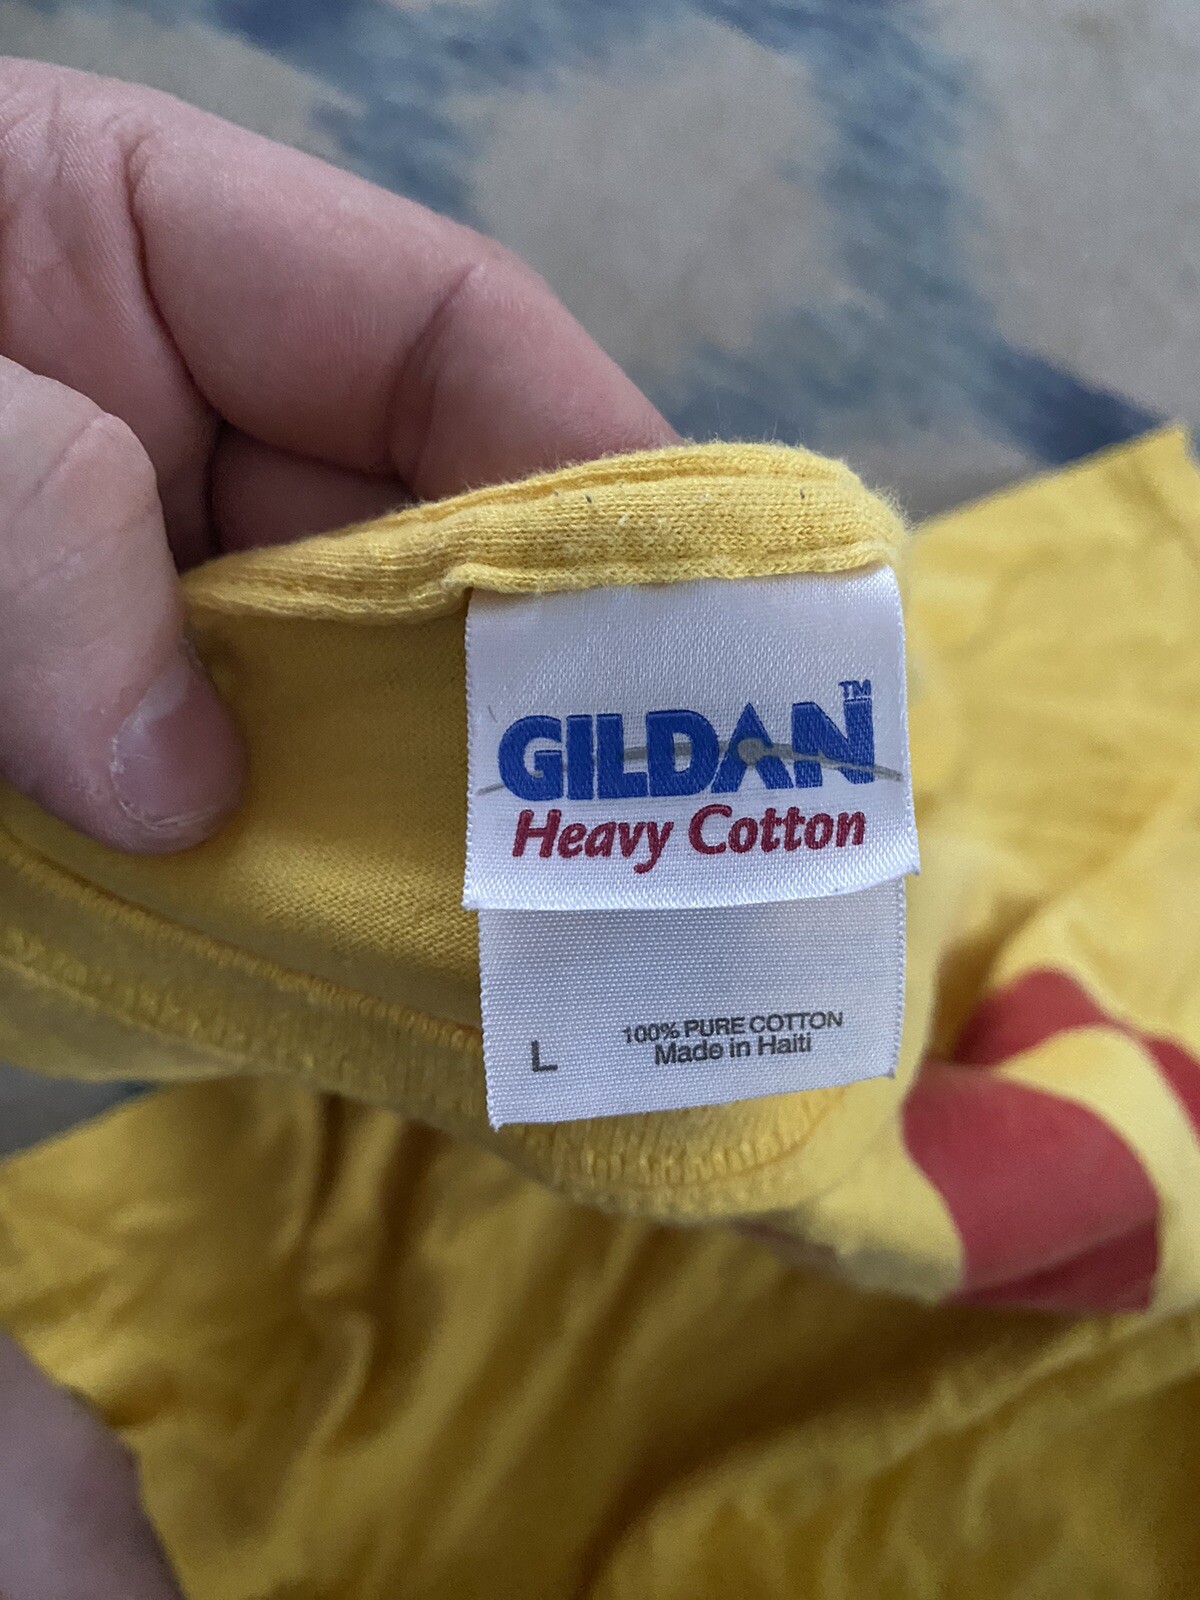 GILDAN™
Heavy Cotton
100% PURE COTTON
L Made in Haiti